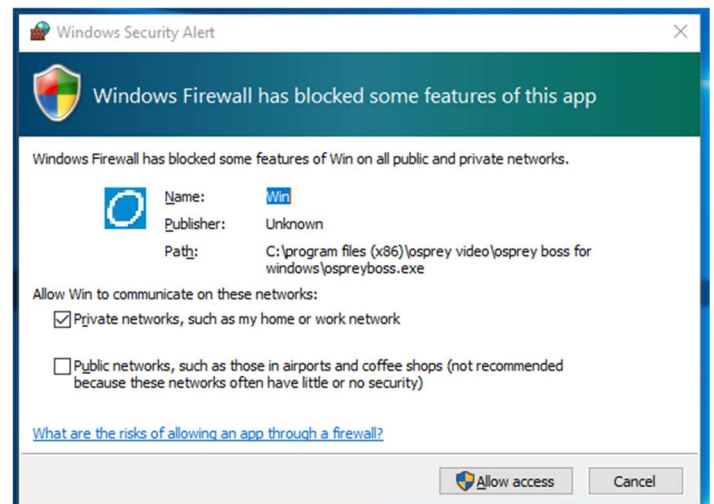 Windows Security Alert
Windows Firewall has blocked some features of this app
Windows Firewall has blocked some features of Win on all public and private networks.
Name: Win
Publisher: Unknown
Path: C:\program files (x86)\osprey video\osprey boss for
windows\ospreyboss.exe
Allow Win to communicate on these networks:
Private networks, such as my home or work network
Public networks, such as those in airports and coffee shops (not recommended
because these networks often have little or no security)
What are the risks of allowing an app through a firewall?
Allow access Cancel